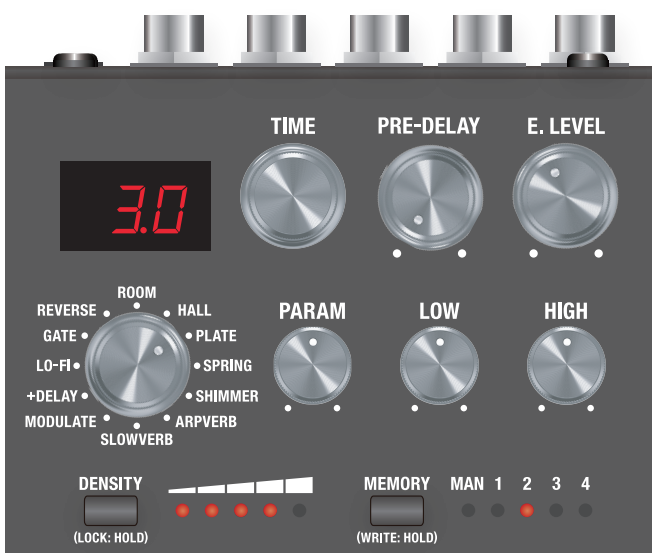 TIME PRE-DELAY E. LEVEL
3.0
ROOM
REVERSE HALL
GATE PLATE
LO-FI SPRING
+DELAY SHIMMER
MODULATE ARPVERB
SLOWVERB
PARAM LOW HIGH
DENSITY MEMORY MAN 1 2 3 4
(LOCK: HOLD) (WRITE: HOLD)